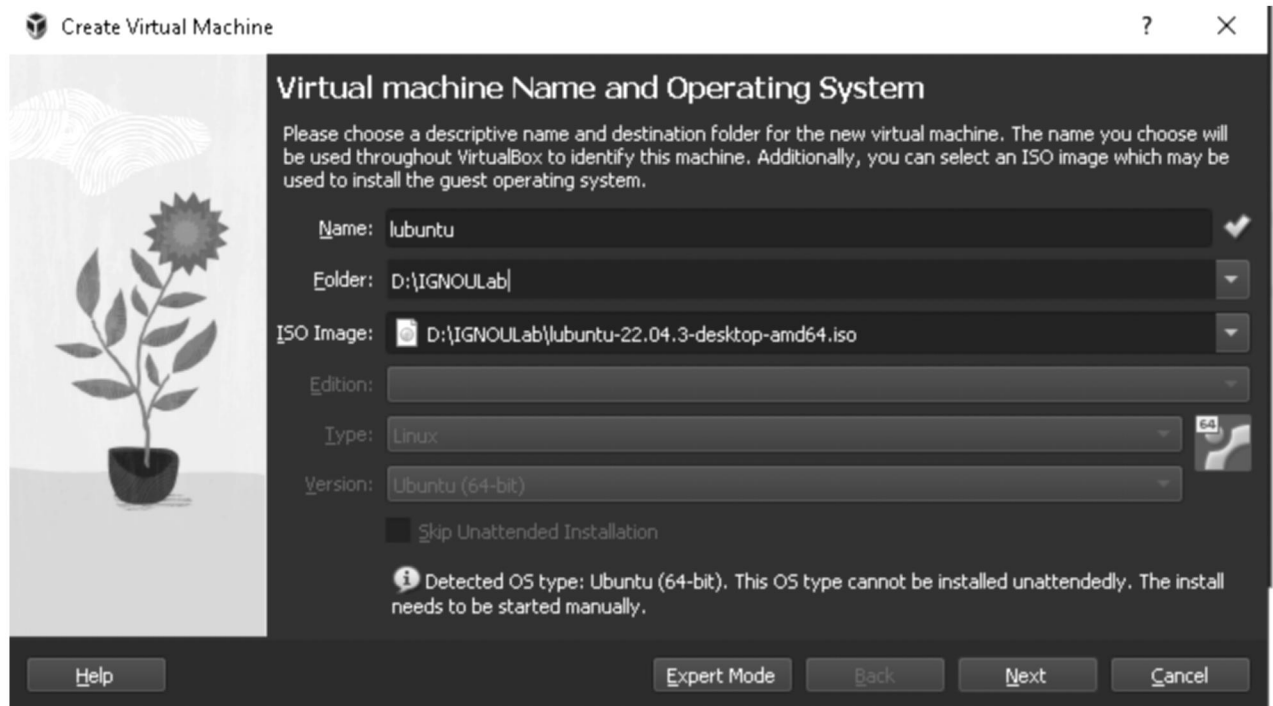 Create Virtual Machine ? ×
Virtual machine Name and Operating System
Please choose a descriptive name and destination folder for the new virtual machine. The name you choose will
be used throughout VirtualBox to identify this machine. Additionally, you can select an ISO image which may be
used to install the guest operating system.
Name: lubuntu
Folder: D:\IGNOULab
ISO Image: D:\IGNOULab\lubuntu-22.04.3-desktop-amd64.iso
Edition:
Type: Linux
64
Version: Ubuntu (64-bit)
Skip Unattended Installation
Detected OS type: Ubuntu (64-bit). This OS type cannot be installed unattendedly. The install
needs to be started manually.
Help Expert Mode Back Next Cancel